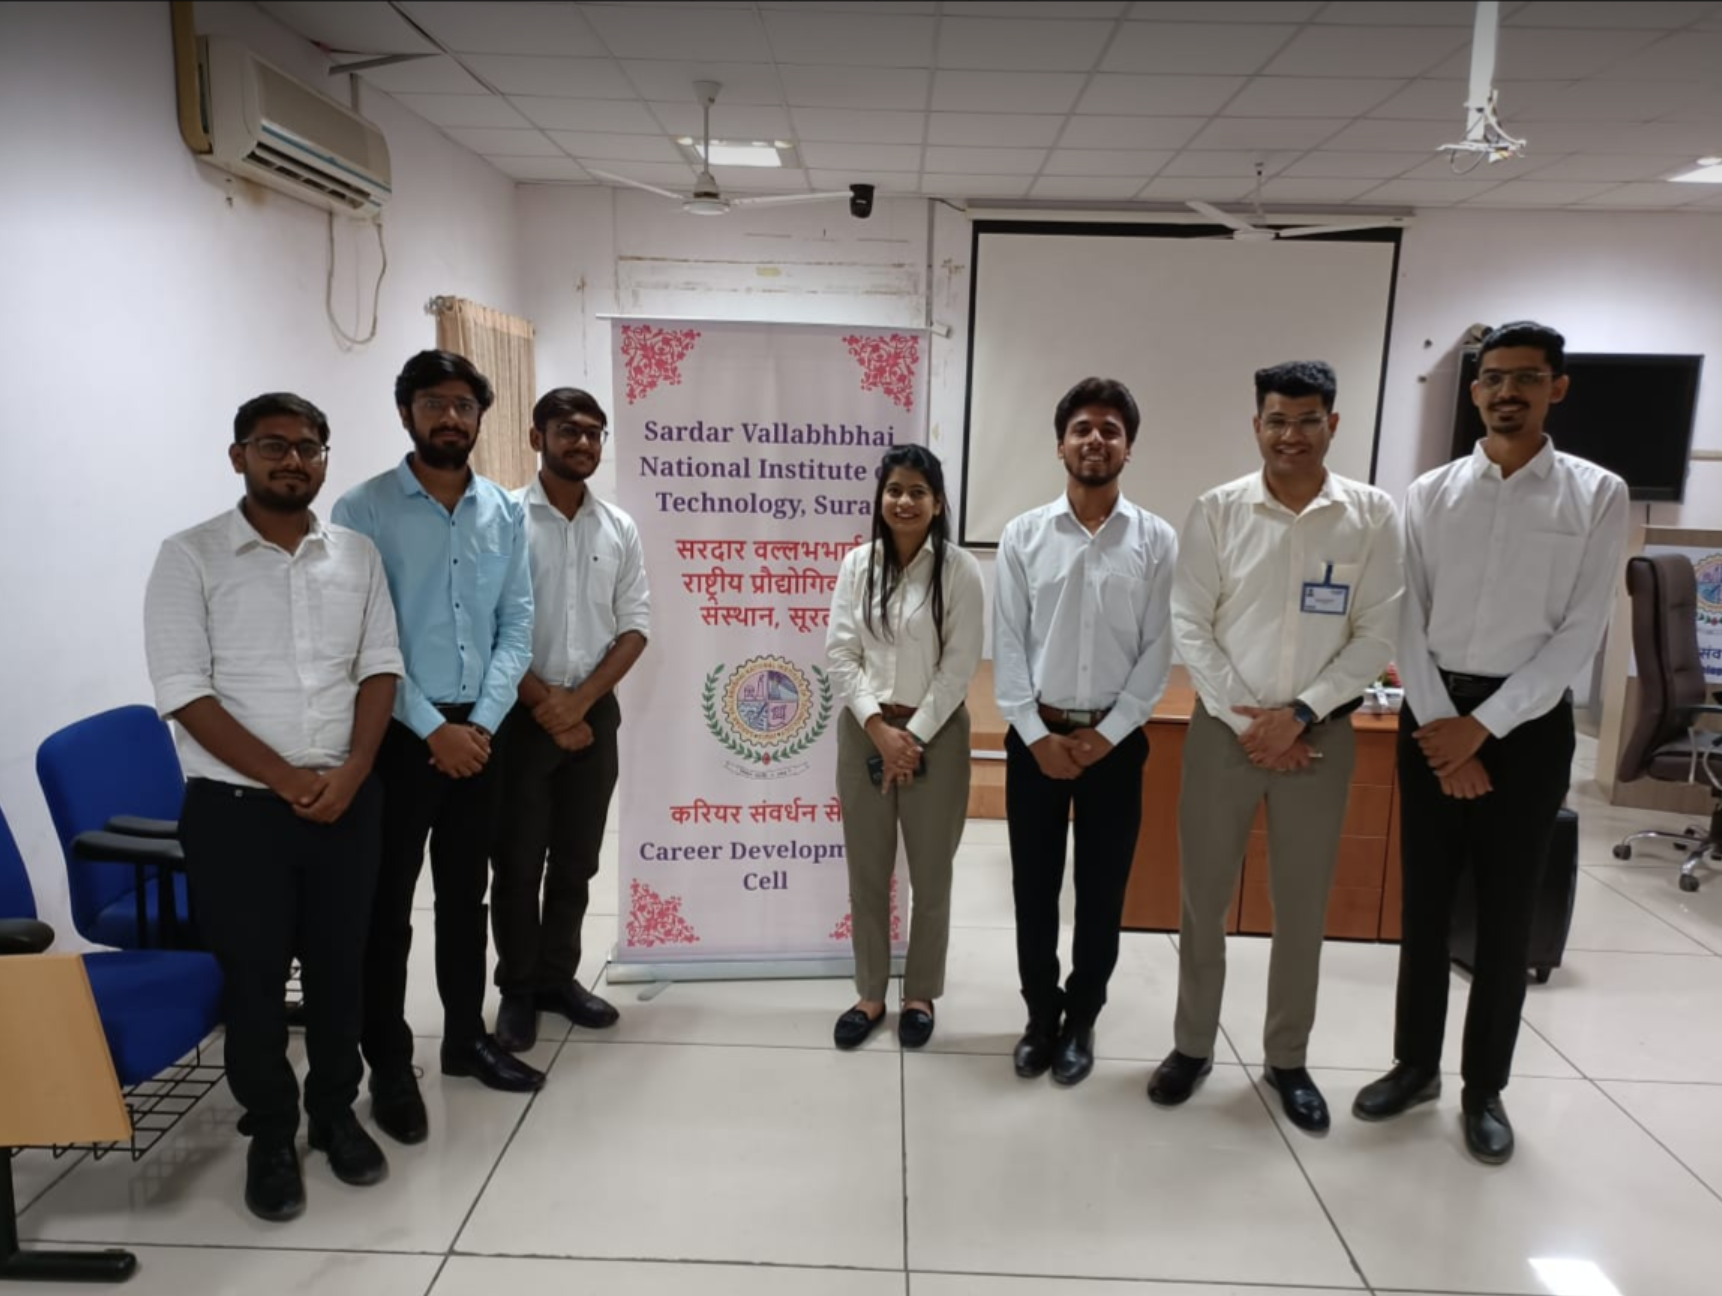 Sardar Vallabhbhai
National Institute
Technology, Sura
सरदार वल्लभभाई
राष्ट्रीय प्रौद्योगि
संस्थान, सूर
करियर संवर्धन से
Career Developm
Cell